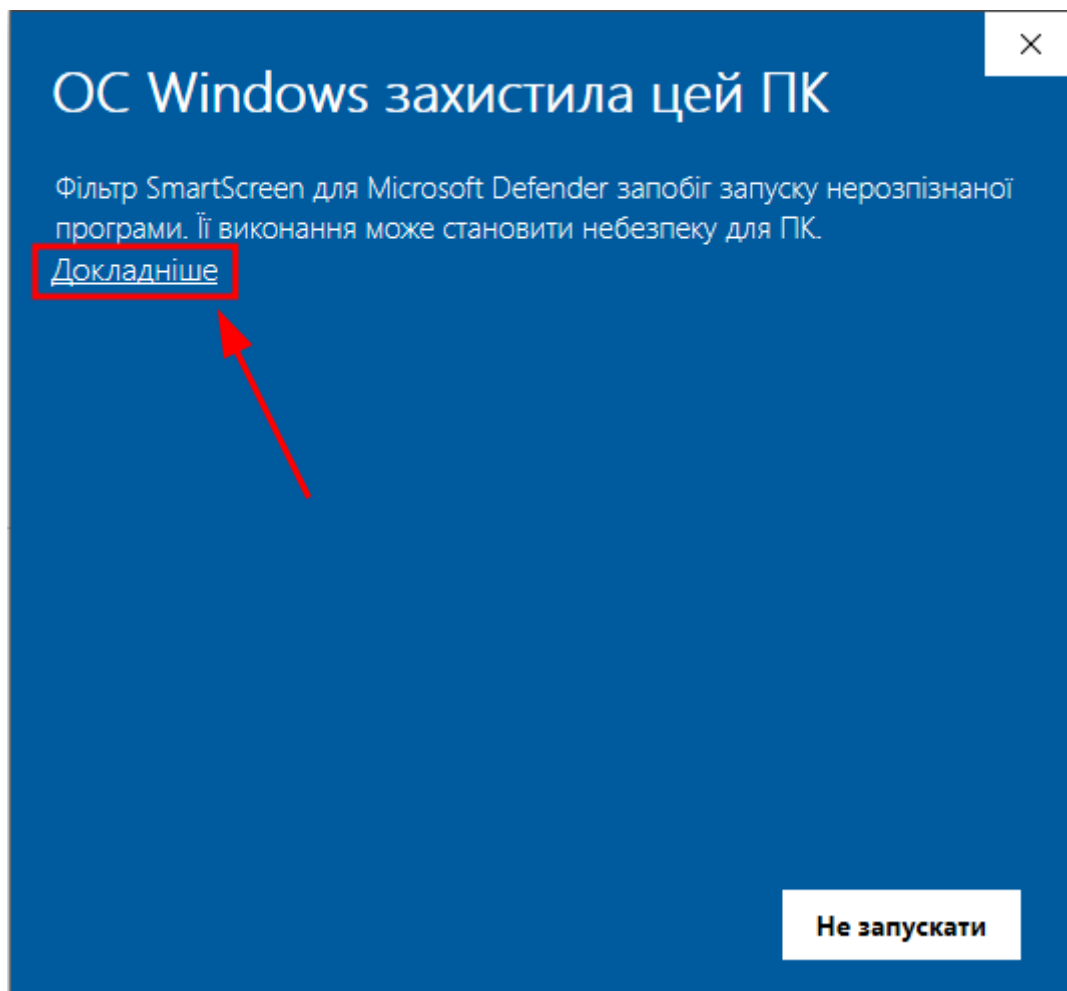 ОС Windows захистила цей ПК
Фільтр SmartScreen для Microsoft Defender запобіг запуску нерозпізнаної
програми. Її виконання може становити небезпеку для ПК.
Докладніше
Не запускати